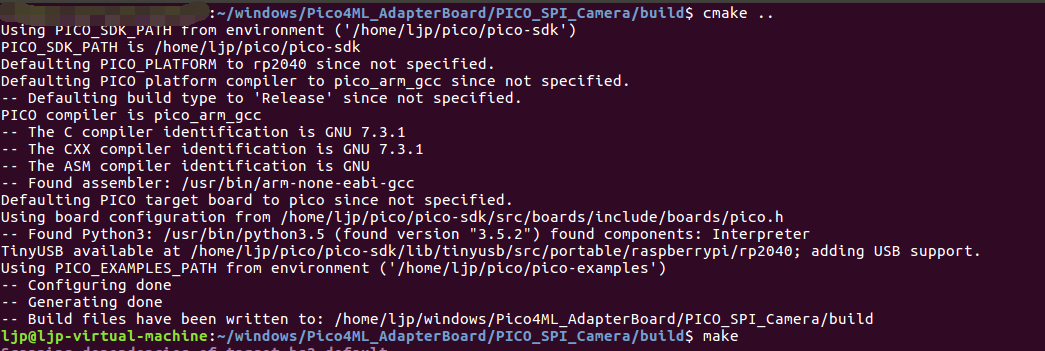 :~/windows/Pico4ML_AdapterBoard/PICO_SPI_Camera/build$ cmake ..
Using PICO_SDK_PATH from environment ('/home/ljp/pico/pico-sdk')
PICO_SDK_PATH is /home/ljp/pico/pico-sdk
Defaulting PICO_PLATFORM to rp2040 since not specified.
Defaulting PICO platform compiler to pico_arm_gcc since not specified.
-- Defaulting build type to 'Release' since not specified.
PICO compiler is pico_arm_gcc
-- The C compiler identification is GNU 7.3.1
-- The CXX compiler identification is GNU 7.3.1
-- The ASM compiler identification is GNU
-- Found assembler: /usr/bin/arm-none-eabi-gcc
Defaulting PICO target board to pico since not specified.
Using board configuration from /home/ljp/pico/pico-sdk/src/boards/include/boards/pico.h
-- Found Python3: /usr/bin/python3.5 (found version "3.5.2") found components: Interpreter
TinyUSB available at /home/ljp/pico/pico-sdk/lib/tinyusb/src/portable/raspberrypi/rp2040; adding USB support.
Using PICO_EXAMPLES_PATH from environment ('/home/ljp/pico/pico-examples')
-- Configuring done
-- Generating done
-- Build files have been written to: /home/ljp/windows/Pico4ML_AdapterBoard/PICO_SPI_Camera/build
ljp@ljp-virtual-machine:~/windows/Pico4ML_AdapterBoard/PICO_SPI_Camera/build$ make
Scanning dependencies of target bs2_default